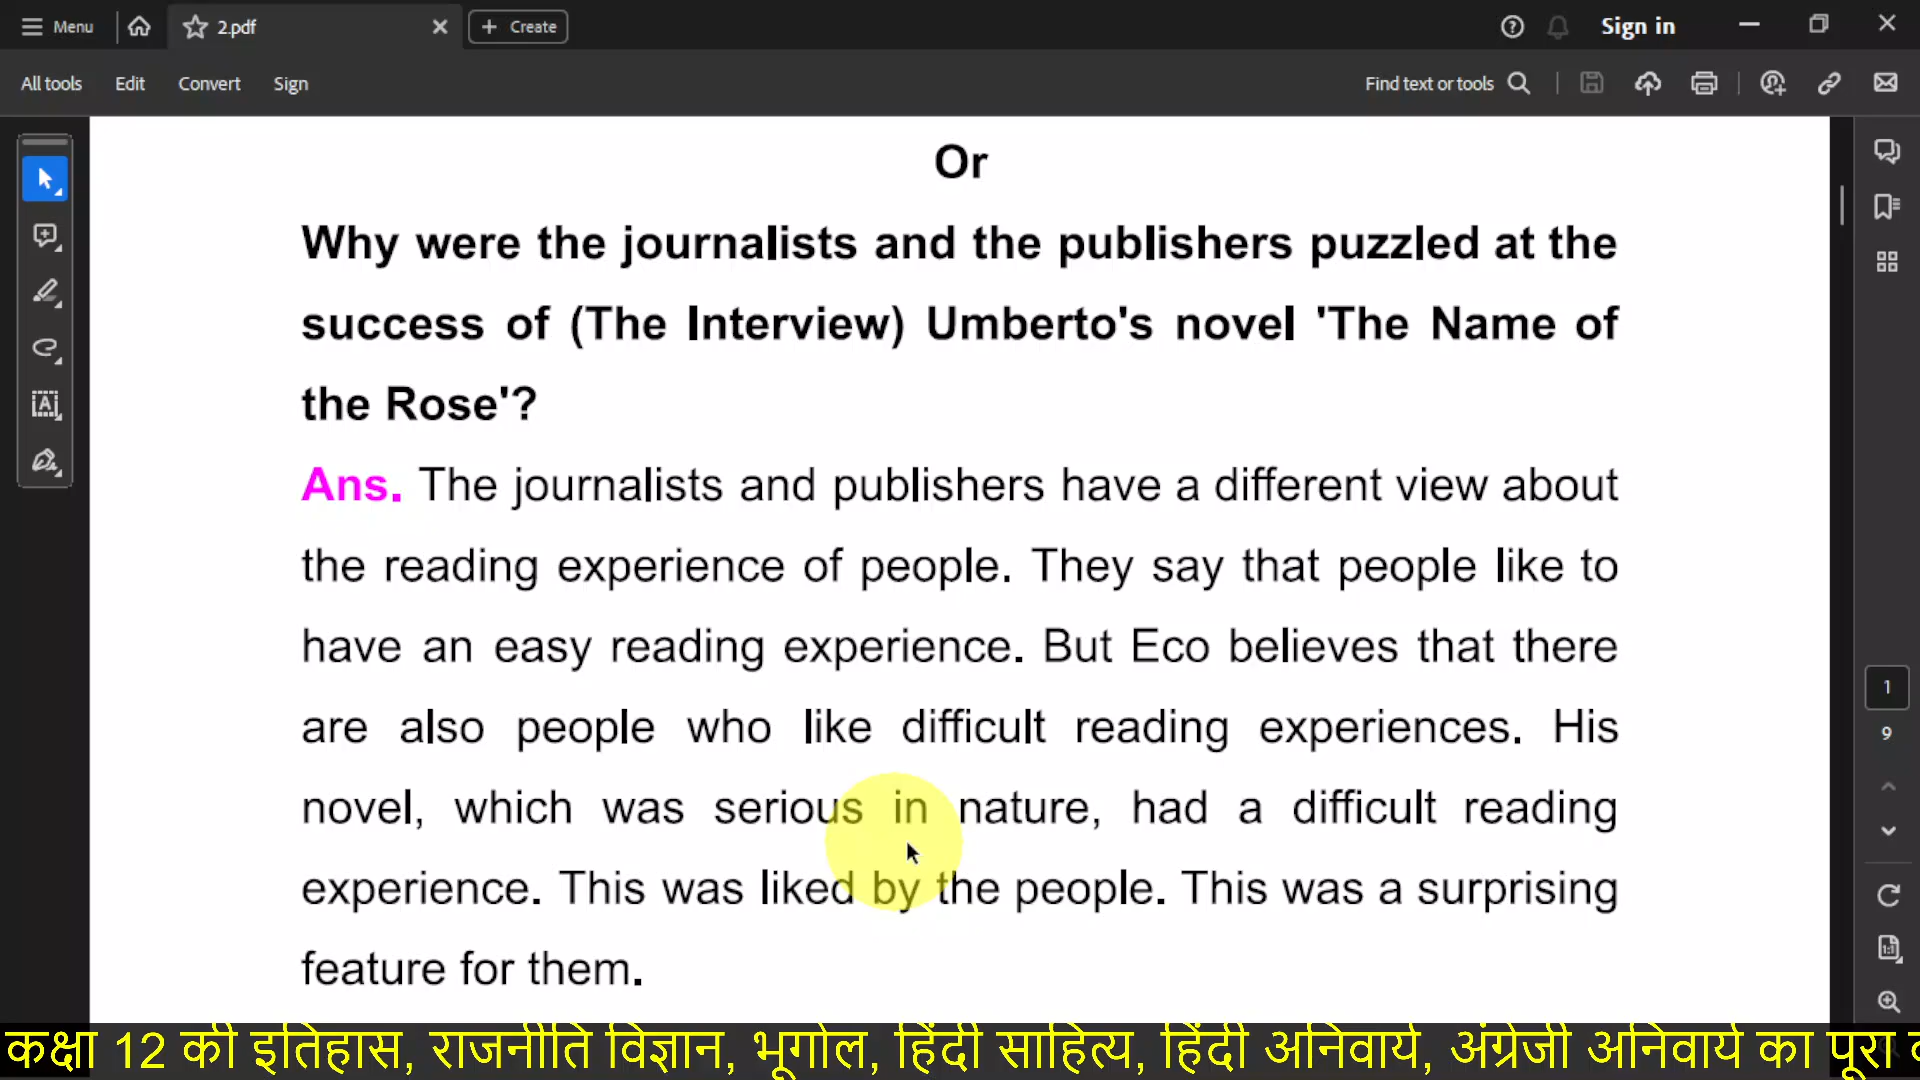 Menu
2.pdf
Create
Sign in
All tools Edit Convert Sign
Find text or tools
Or
Why were the journalists and the publishers puzzled at the
success of (The Interview) Umberto's novel 'The Name of
the Rose'?
Ans. The journalists and publishers have a different view about
the reading experience of people. They say that people like to
have an easy reading experience. But Eco believes that there
are also people who like difficult reading experiences. His
novel, which was serious in nature, had a difficult reading
experience. This was liked by the people. This was a surprising
feature for them.
1
9
कक्षा 12 की इतिहास, राजनीति विज्ञान, भूगोल, हिंदी साहित्य, हिंदी अनिवार्य, अंग्रेजी अनिवार्य का पूरा